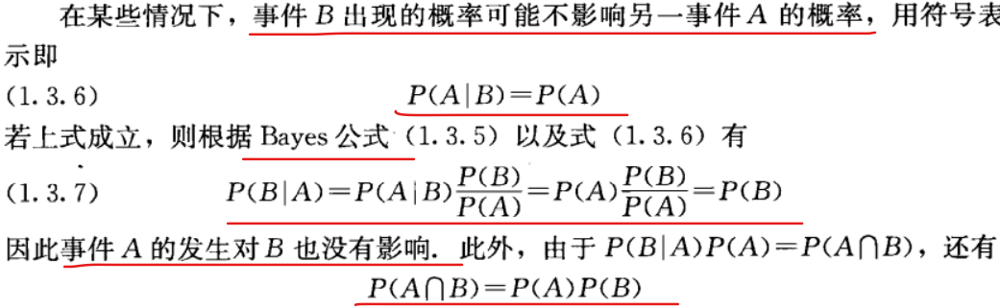 在某些情况下，事件 B 出现的概率可能不影响另一事件 A 的概率，用符号表
示即
(1.3.6) P(A|B)=P(A)
若上式成立，则根据 Bayes 公式（1.3.5）以及式（1.3.6）有
(1.3.7) P(B|A)=P(A|B)\frac{P(B)}{P(A)}=P(A)\frac{P(B)}{P(A)}=P(B)
因此事件 A 的发生对 B 也没有影响．此外，由于 P(B|A)P(A)=P(A∩B)，还有
P(A∩B)=P(A)P(B)